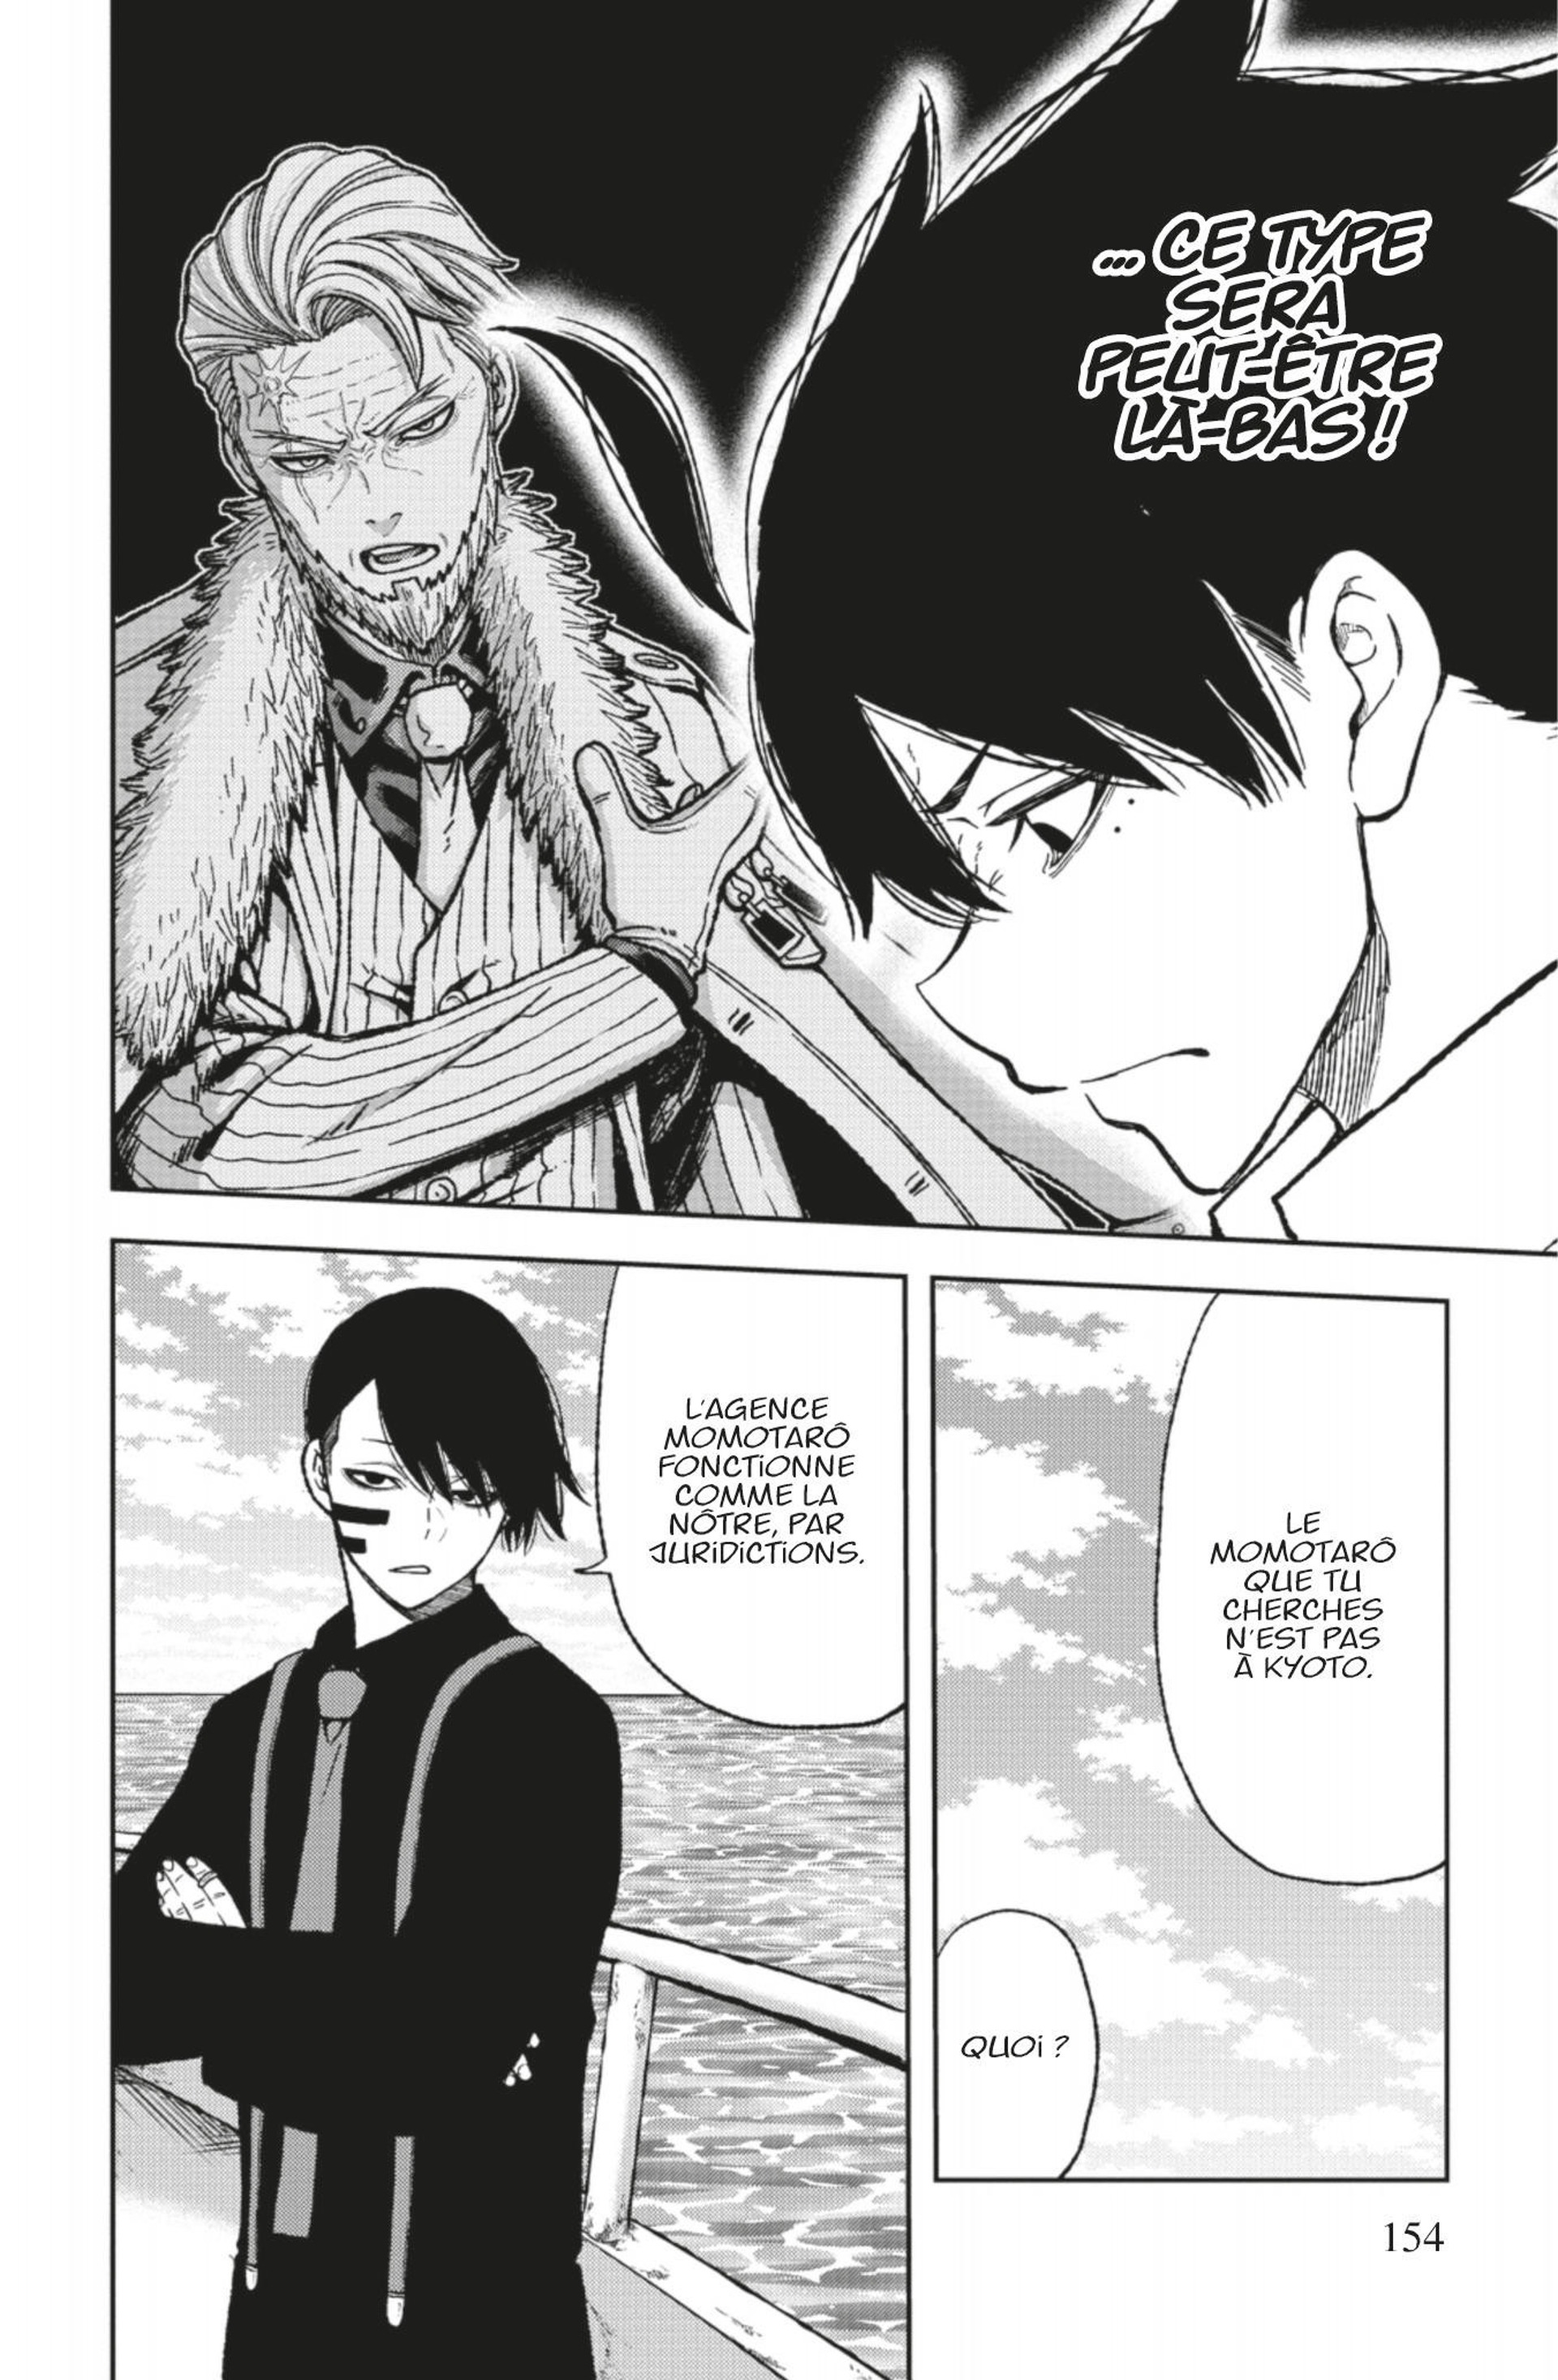 ... CE TYPE
SERA
PEUT-ÊTRE
LÀ-BAS !
LE
MOMOTARÔ
QUE TU
CHERCHES
N'EST PAS
À KYOTO.
QUOI ?
L'AGENCE
MOMOTARÔ
FONCTIONNE
COMME LA
NÔTRE, PAR
JURIDICTIONS.
154